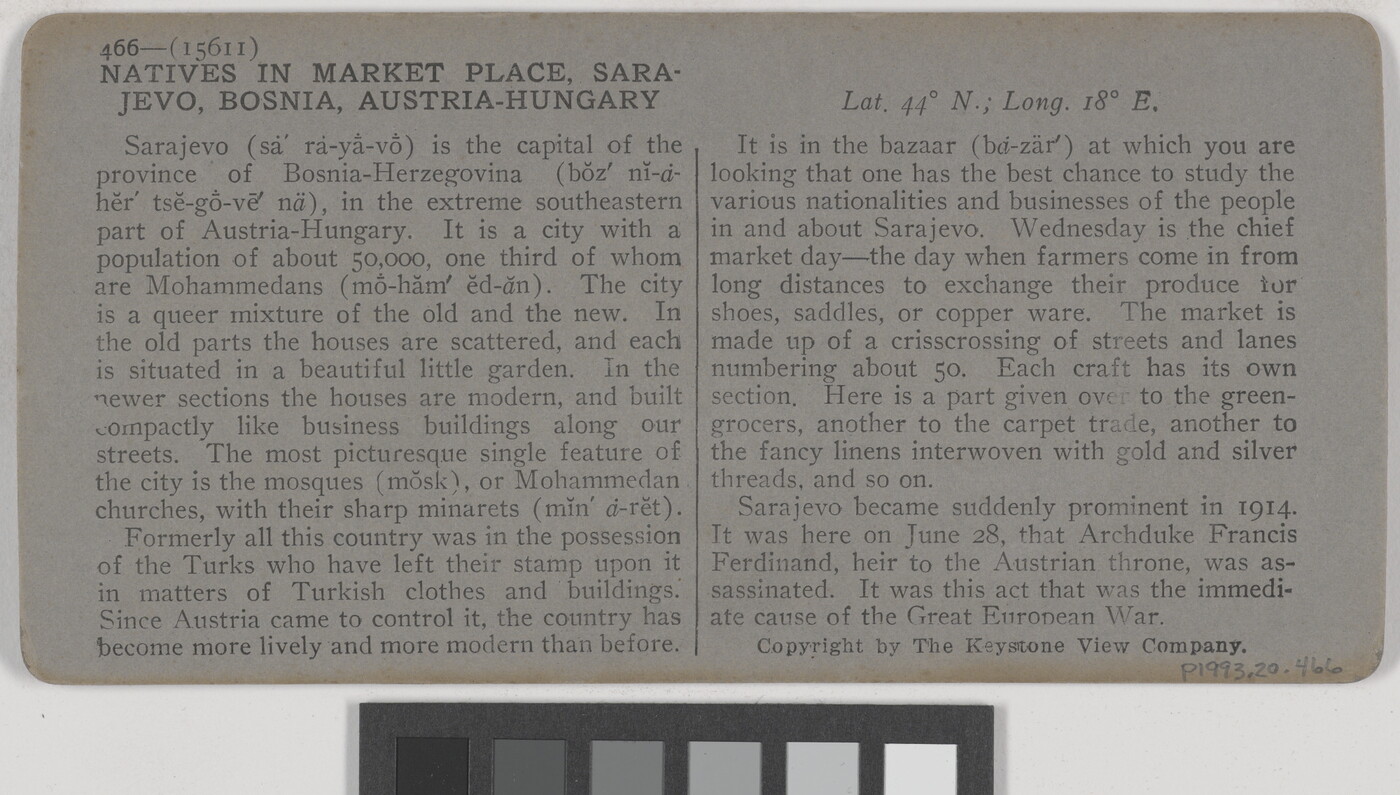 466—(15611)
NATIVES IN MARKET PLACE, SARA-
JEVO, BOSNIA, AUSTRIA-HUNGARY
Sarajevo (sä′ rȧ-yå̇-vṓ) is the capital of the
province of Bosnia-Herzegovina (bŏz′ nĭ-ȧ-
hĕr′ tsĕ-gṓ-vē′ nä), in the extreme southeastern
part of Austria-Hungary. It is a city with a
population of about 50,000, one third of whom
are Mohammedans (mṓ-hăm′ ĕd-ăn). The city
is a queer mixture of the old and the new. In
the old parts the houses are scattered, and each
is situated in a beautiful little garden. In the
newer sections the houses are modern, and built
compactly like business buildings along our
streets. The most picturesque single feature of
the city is the mosques (mŏsk), or Mohammedan
churches, with their sharp minarets (mĭn′ ȧ-rĕt).
Formerly all this country was in the possession
of the Turks who have left their stamp upon it
in matters of Turkish clothes and buildings.
Since Austria came to control it, the country has
become more lively and more modern than before.
Lat. 44° N.; Long. 18° E.
It is in the bazaar (bȧ-zär′) at which you are
looking that one has the best chance to study the
various nationalities and businesses of the people
in and about Sarajevo. Wednesday is the chief
market day—the day when farmers come in from
long distances to exchange their produce for
shoes, saddles, or copper ware. The market is
made up of a crisscrossing of streets and lanes
numbering about 50. Each craft has its own
section. Here is a part given over to the green-
grocers, another to the carpet trade, another to
the fancy linens interwoven with gold and silver
threads, and so on.
Sarajevo became suddenly prominent in 1914.
It was here on June 28, that Archduke Francis
Ferdinand, heir to the Austrian throne, was as-
sassinated. It was this act that was the immedi-
ate cause of the Great European War.
Copyright by The Keystone View Company.
P1993.20.466